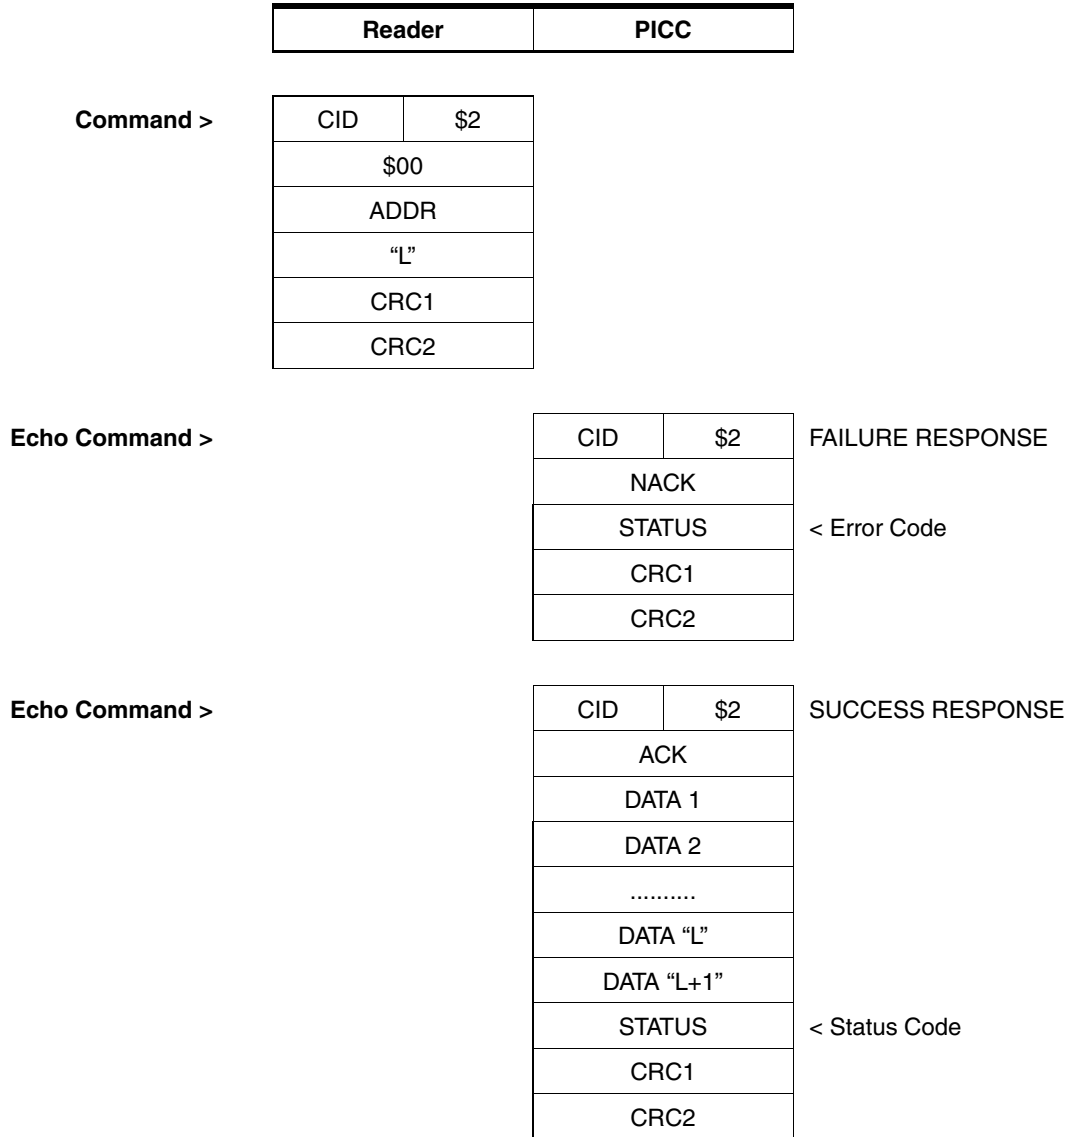 Reader PICC
Command > CID $2
$00
ADDR
“L”
CRC1
CRC2
Echo Command > CID $2 FAILURE RESPONSE
NACK
STATUS < Error Code
CRC1
CRC2
Echo Command > CID $2 SUCCESS RESPONSE
ACK
DATA 1
DATA 2
..........
DATA “L”
DATA “L+1”
STATUS < Status Code
CRC1
CRC2